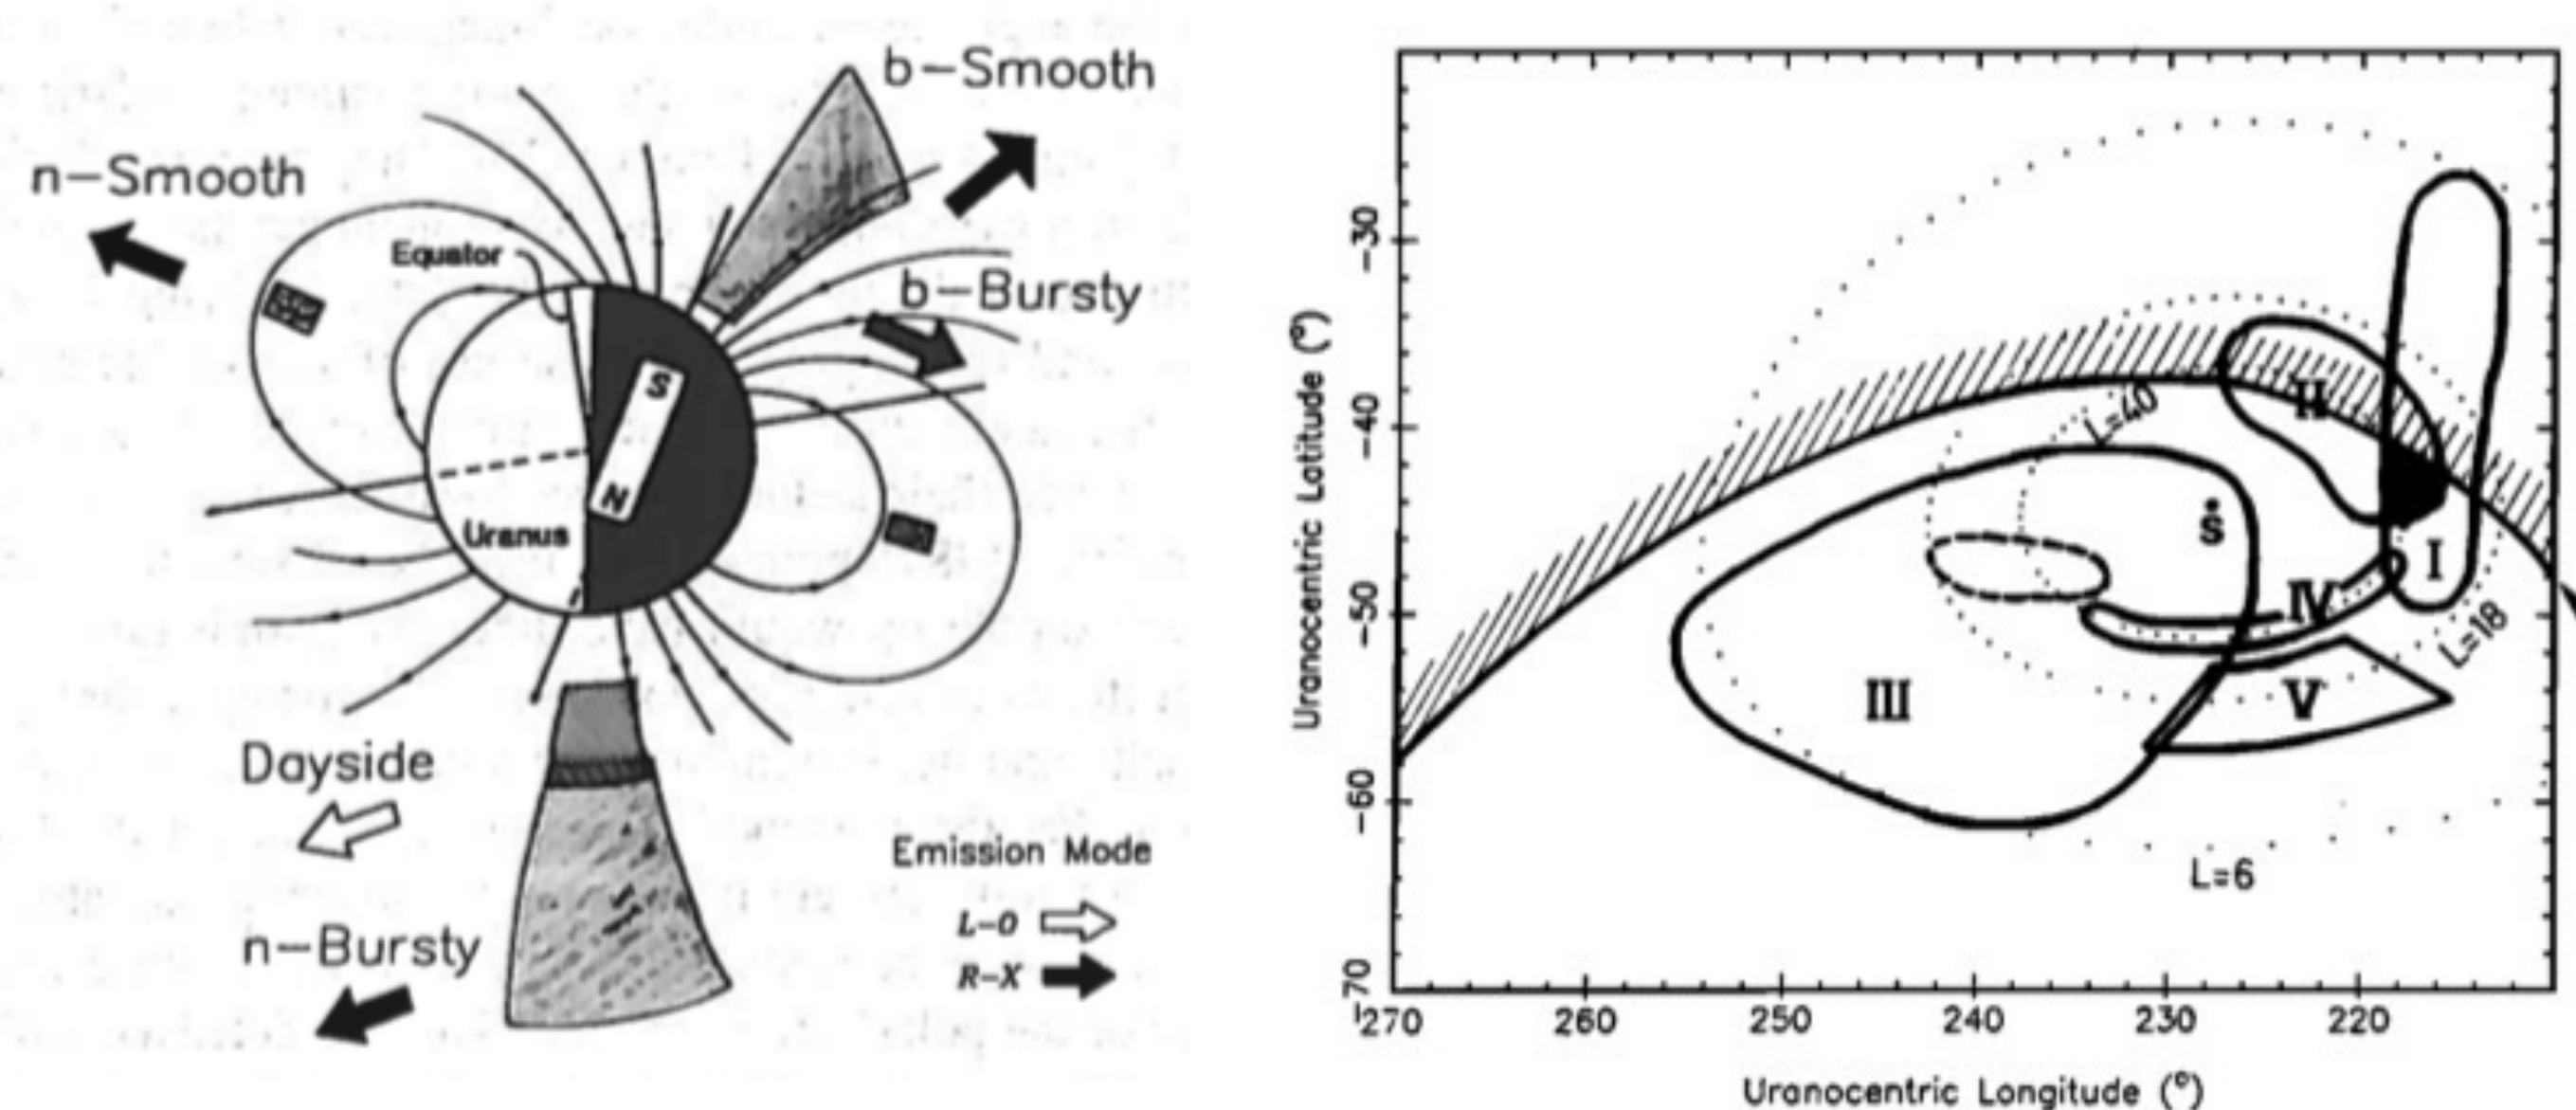 b-Smooth
n-Smooth
Equator
b-Bursty
S
N
Uranus
Dayside
Emission Mode
L-O
R-X
n-Bursty
Uranocentric Latitude (°)
-30
-40
-50
-60
-70
L=40
II
Ṡ
I
IV
L=18
III
V
L=6
270
260
250
240
230
220
Uranocentric Longitude (°)